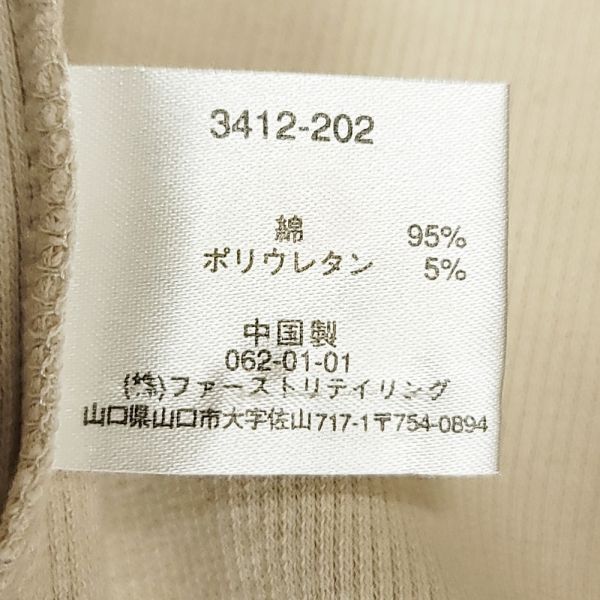 3412-202
綿 95%
ポリウレタン 5%
中国製
062-01-01
(株)ファーストリテイリング
山口県山口市大字佐山717-1〒754-0894